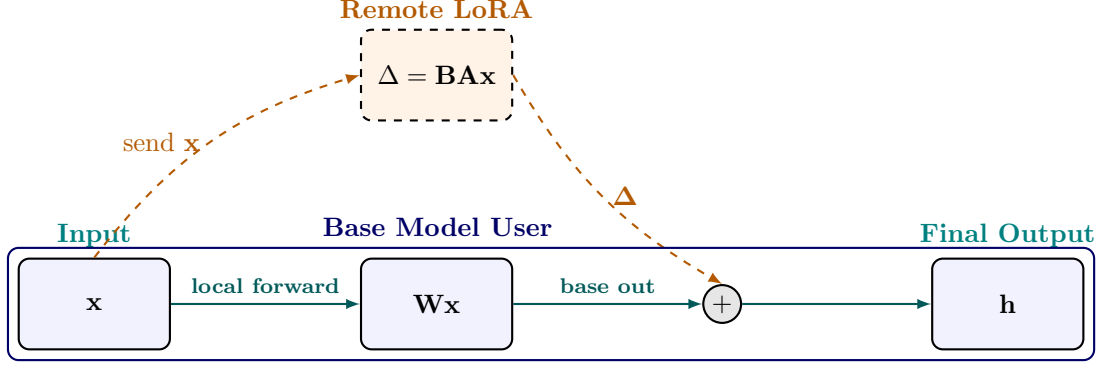 Remote LoRA
Δ = BAx
send x
Δ
Input
Base Model User
Final Output
x
local forward
Wx
base out
+
h